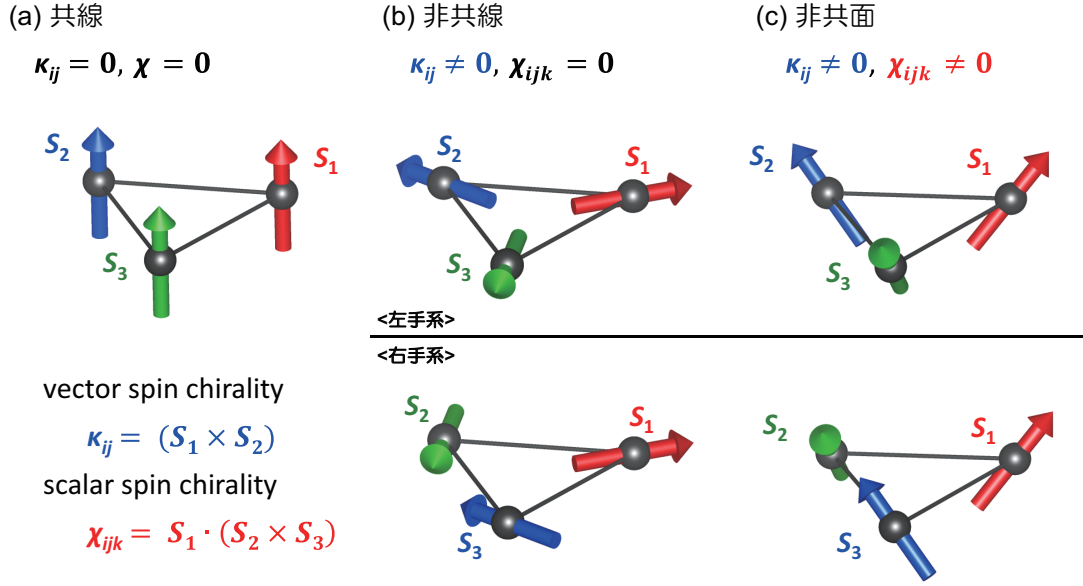 (a) 共線
κij = 0, χ = 0
S2
S1
S3
vector spin chirality
κij = (S1 × S2)
scalar spin chirality
χijk = S1 · (S2 × S3)
(b) 非共線
κij ≠ 0, χijk = 0
S2
S1
S3
<左手系>
<右手系>
S2
S1
S3
(c) 非共面
κij ≠ 0, χijk ≠ 0
S2
S1
S3
S2
S1
S3